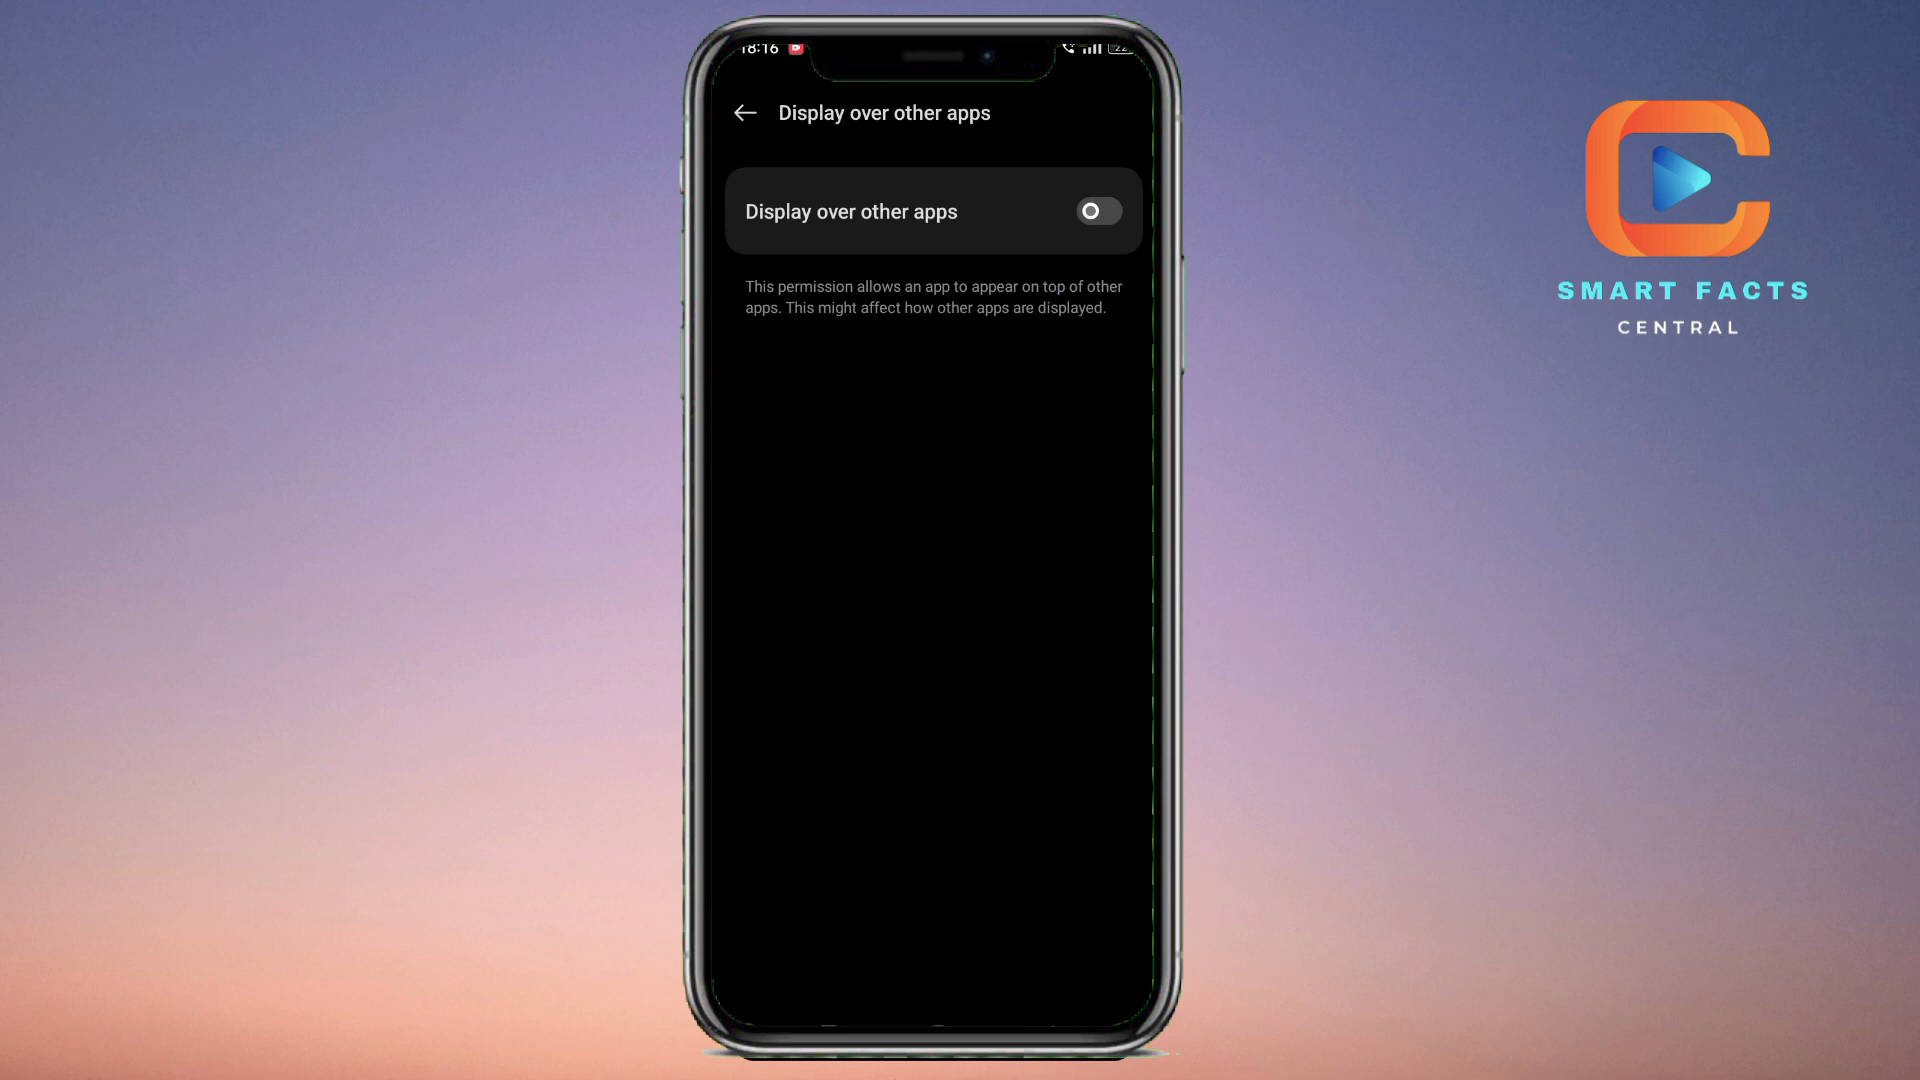 18:16
Display over other apps
Display over other apps
This permission allows an app to appear on top of other
apps. This might affect how other apps are displayed.
SMART FACTS
CENTRAL